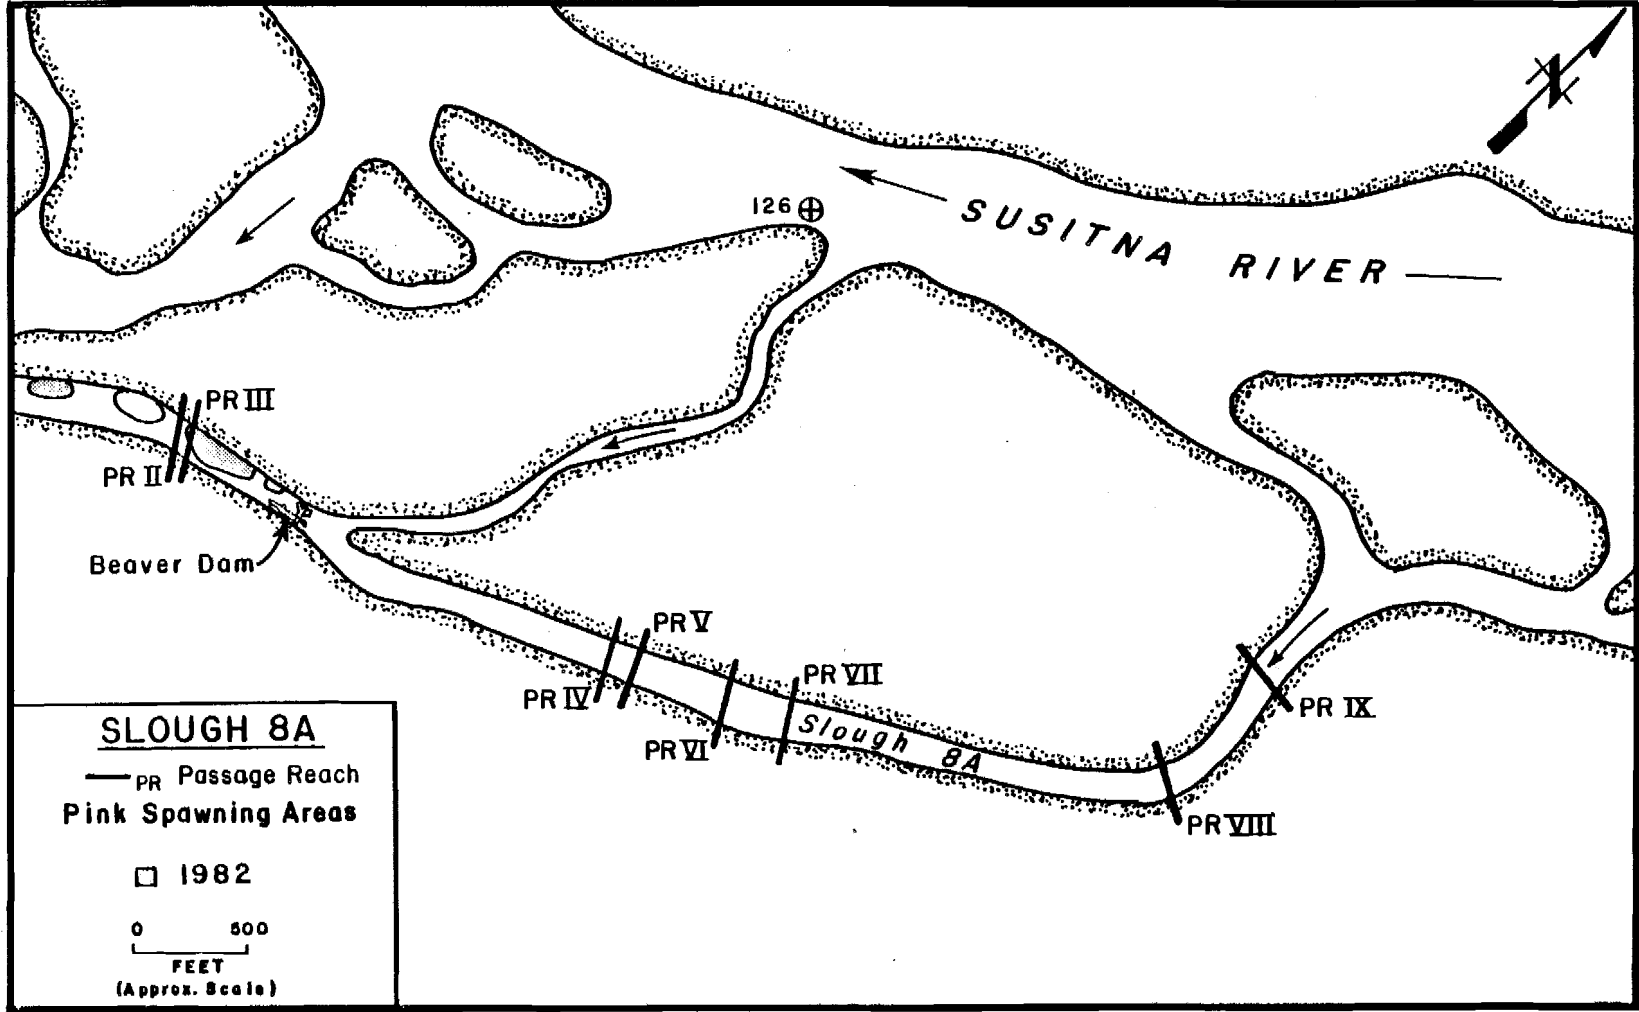 126
SUSITNA RIVER
PR III
PR II
Beaver Dam
PR V
PR IV
PR VII
PR VI
Slough 8A
PR IX
PR VIII
SLOUGH 8A
PR Passage Reach
Pink Spawning Areas
1982
0 500
FEET
(Approx. Scale)
N